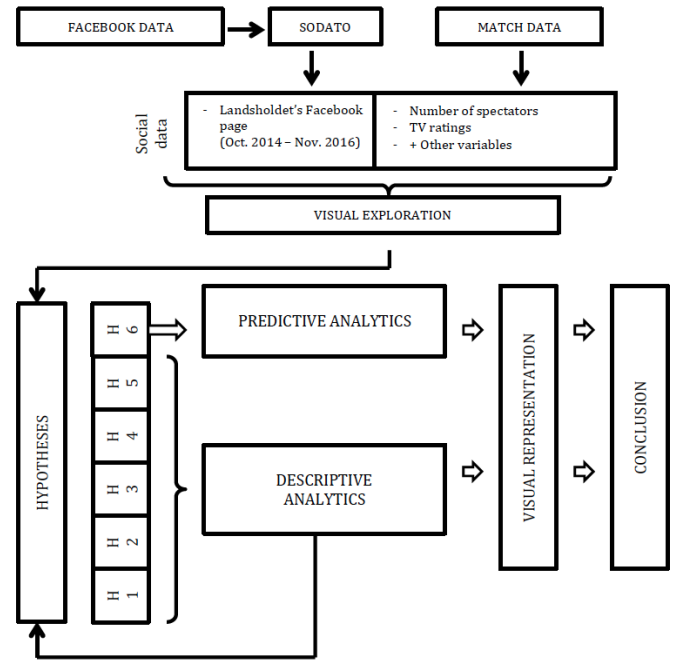 FACEBOOK DATA
SODATO
MATCH DATA
Social
data
- Landsholdet's Facebook
page
(Oct. 2014 – Nov. 2016)
- Number of spectators
- TV ratings
- + Other variables
VISUAL EXPLORATION
HYPOTHESES
H 6
H 5
H 4
H 3
H 2
H 1
PREDICTIVE ANALYTICS
DESCRIPTIVE
ANALYTICS
VISUAL REPRESENTATION
CONCLUSION